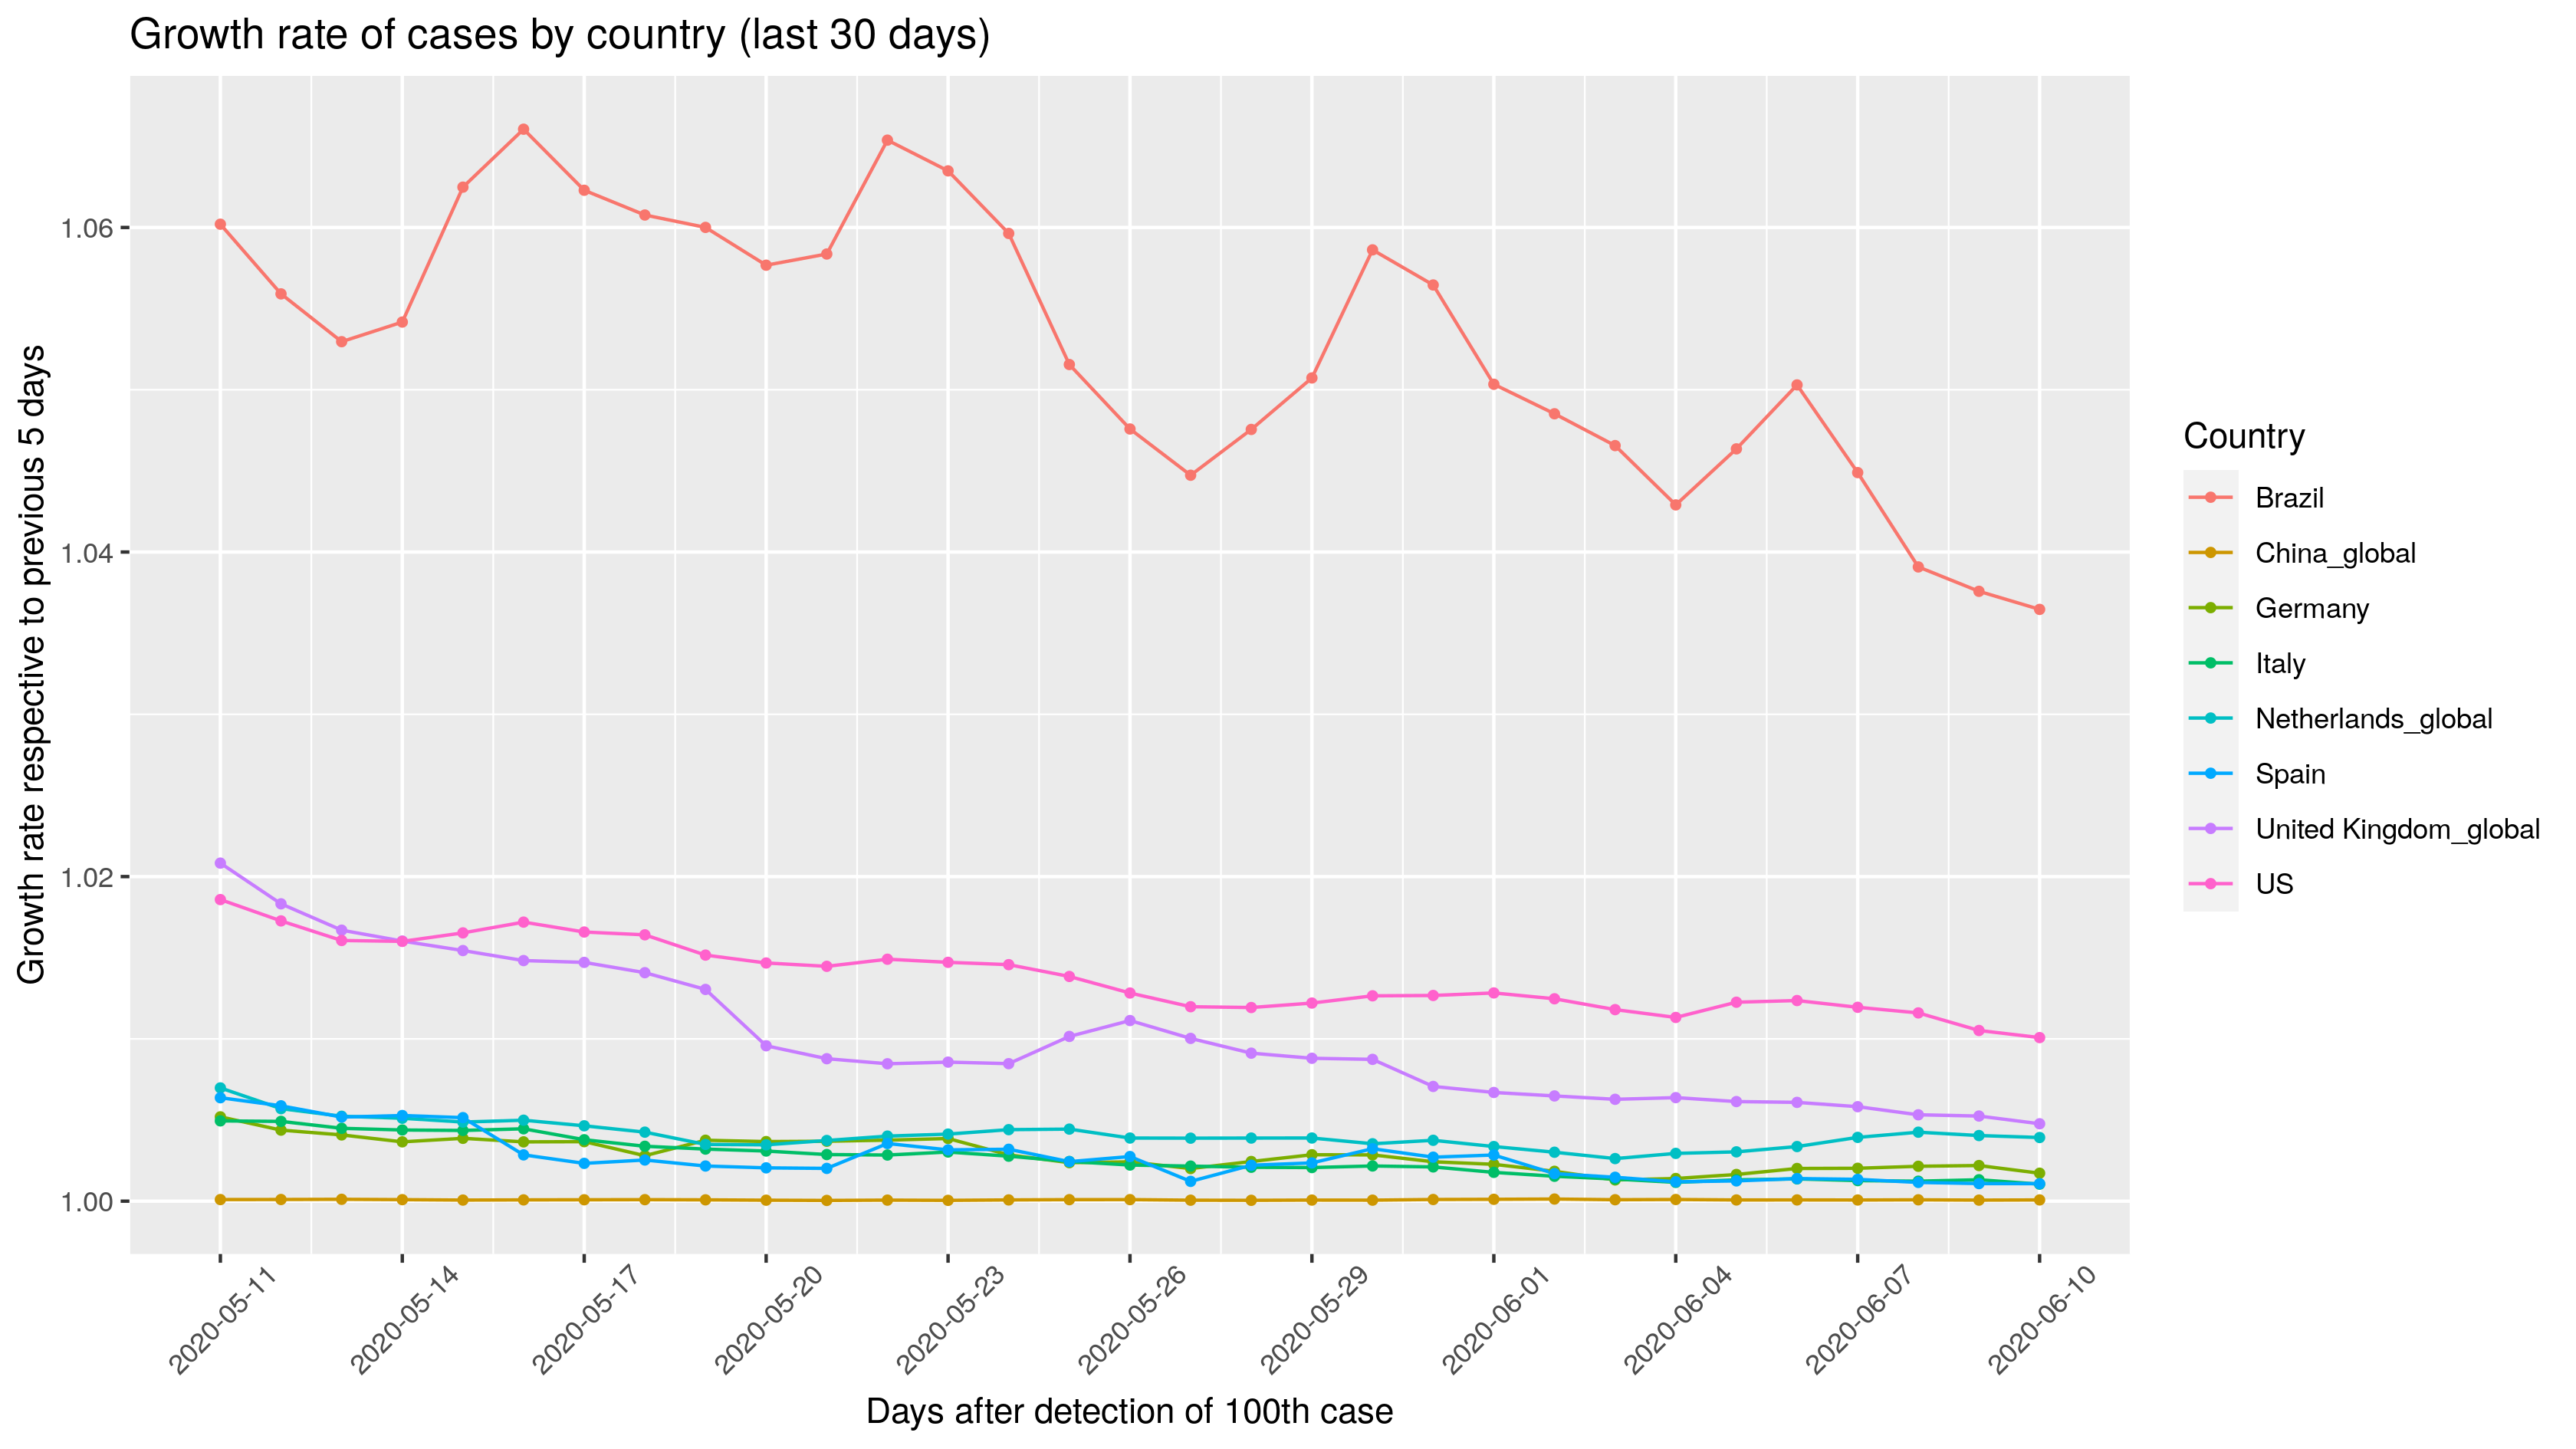 Growth rate of cases by country (last 30 days)
Growth rate respective to previous 5 days
1.06
1.04
1.02
1.00
2020-05-11
2020-05-14
2020-05-17
2020-05-20
2020-05-23
2020-05-26
2020-05-29
2020-06-01
2020-06-04
2020-06-07
2020-06-10
Days after detection of 100th case
Country
Brazil
China_global
Germany
Italy
Netherlands_global
Spain
United Kingdom_global
US